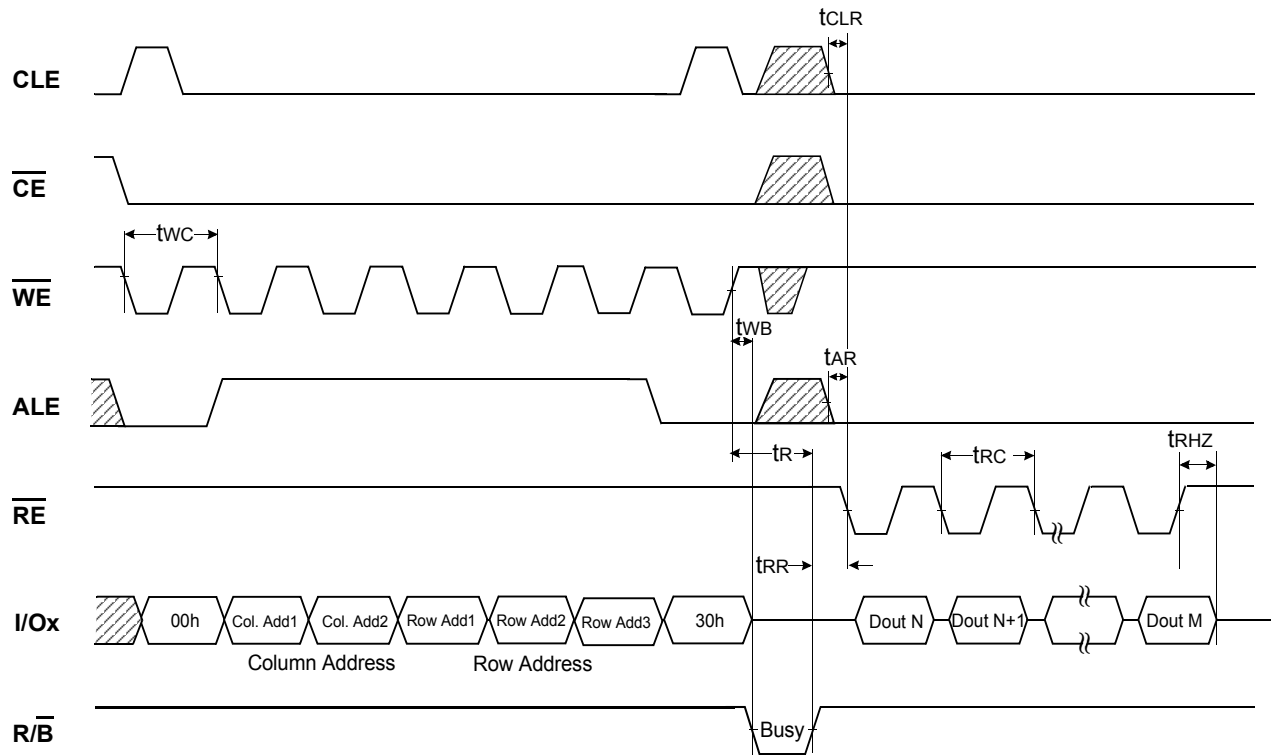 tCLR
CLE
CE
tWC
WE
tWB
tAR
ALE
tR
tRC
tRHZ
RE
tRR
I/Ox
00h
Col. Add1
Col. Add2
Row Add1
Row Add2
Row Add3
30h
Dout N
Dout N+1
Dout M
Column Address
Row Address
R/B
Busy